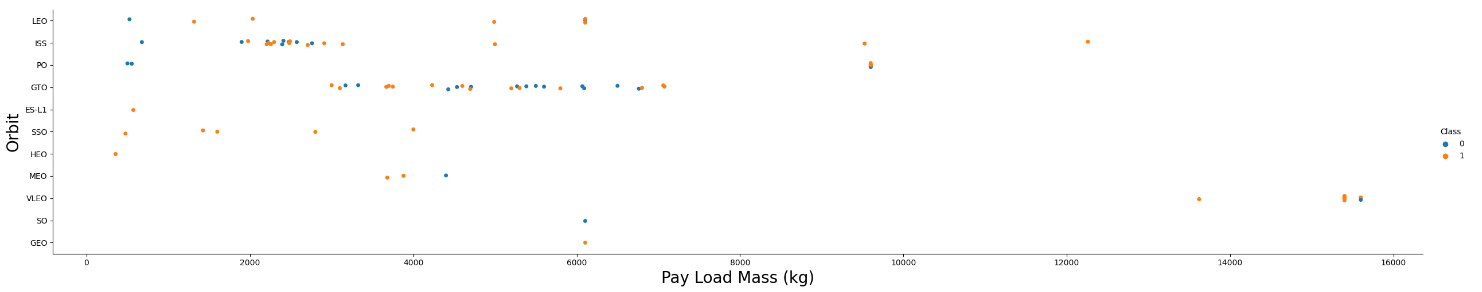 LEO
ISS
PO
GTO
ES-L1
SSO
HEO
MEO
VLEO
SO
GEO
Orbit
0 2000 4000 6000 8000 10000 12000 14000 16000
Pay Load Mass (kg)
Class
0
1